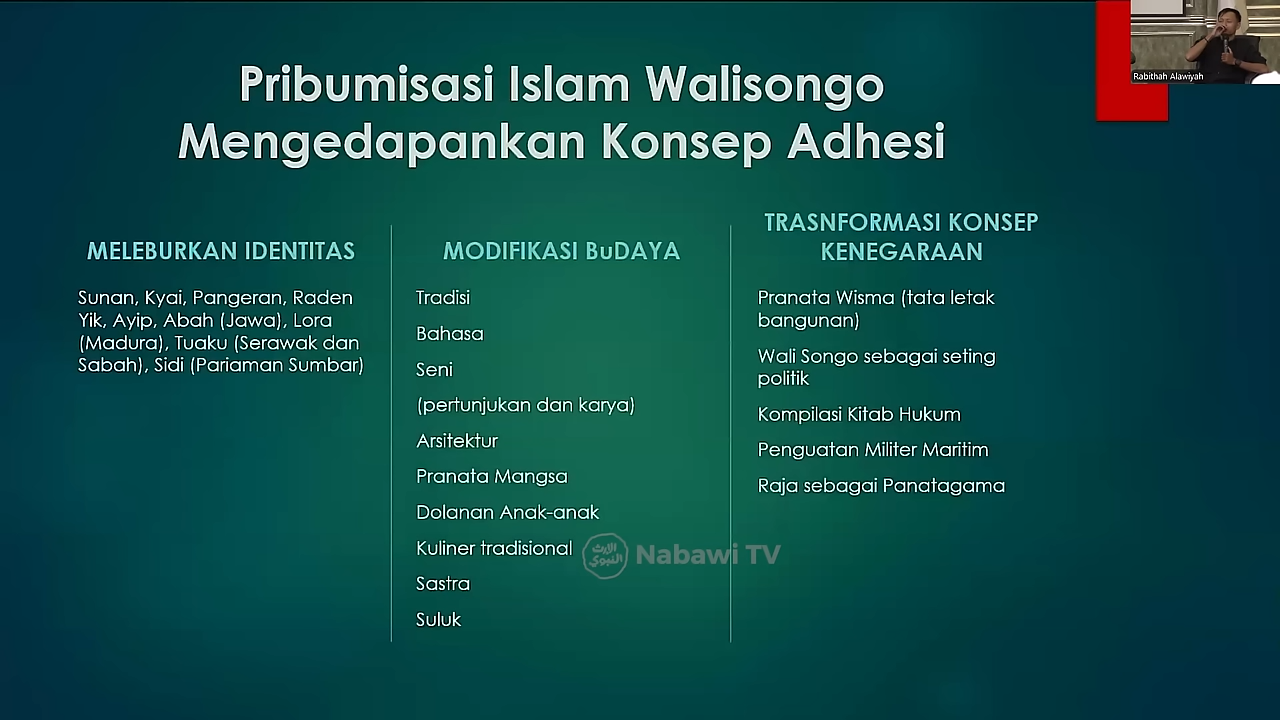 Pribumisasi Islam Walisongo
Mengedapankan Konsep Adhesi
Rabithah Alawiyah
MELEBURKAN IDENTITAS
Sunan, Kyai, Pangeran, Raden
Yik, Ayip, Abah (Jawa), Lora
(Madura), Tuaku (Serawak dan
Sabah), Sidi (Pariaman Sumbar)
MODIFIKASI BuDAYA
Tradisi
Bahasa
Seni
(pertunjukan dan karya)
Arsitektur
Pranata Mangsa
Dolanan Anak-anak
Kuliner tradisional
Sastra
Suluk
TRASNFORMASI KONSEP
KENEGARAAN
Pranata Wisma (tata letak
bangunan)
Wali Songo sebagai seting
politik
Kompilasi Kitab Hukum
Penguatan Militer Maritim
Raja sebagai Panatagama
الإرث
النبوي
Nabawi TV